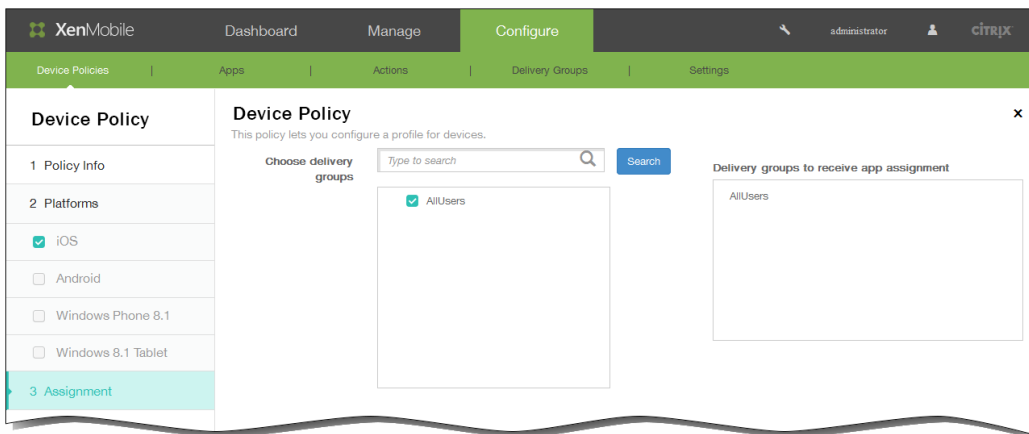 XenMobile Dashboard Manage Configure administrator CİTRIX
Device Policies | Apps | Actions | Delivery Groups | Settings
Device Policy
1 Policy Info
2 Platforms
iOS
Android
Windows Phone 8.1
Windows 8.1 Tablet
3 Assignment
Device Policy x
This policy lets you configure a profile for devices.
Choose delivery
groups
Type to search
Search
AllUsers
Delivery groups to receive app assignment
AllUsers